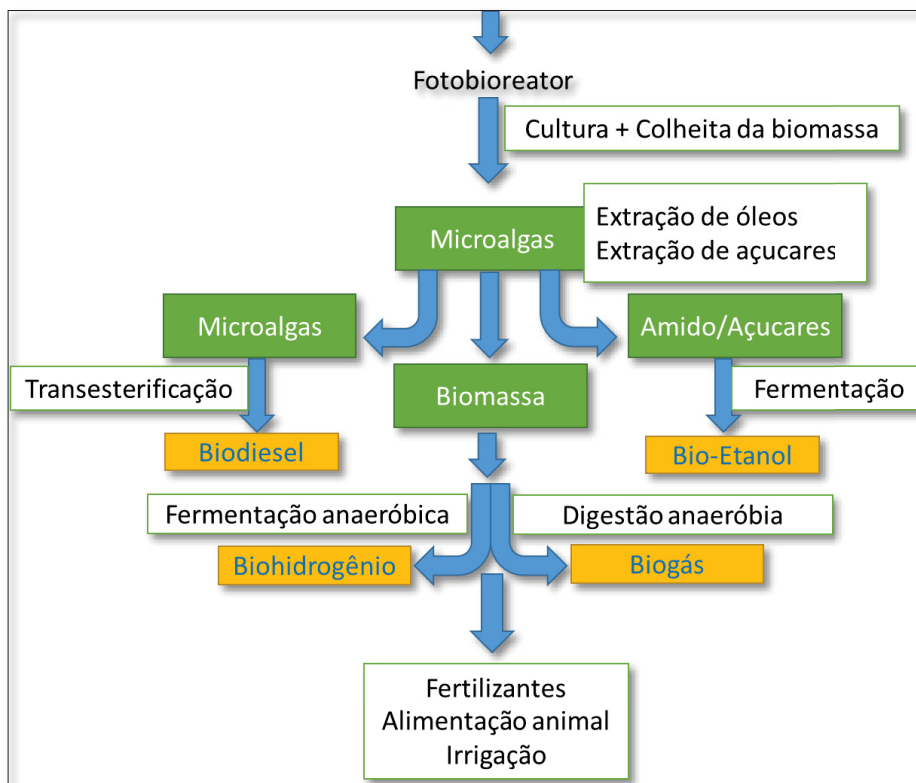 Fotobioreator
Cultura + Colheita da biomassa
Microalgas
Extração de óleos
Extração de açucares
Microalgas
Amido/Açucares
Transesterificação
Biomassa
Fermentação
Biodiesel
Bio-Etanol
Fermentação anaeróbica
Digestão anaeróbia
Biohidrogênio
Biogás
Fertilizantes
Alimentação animal
Irrigação